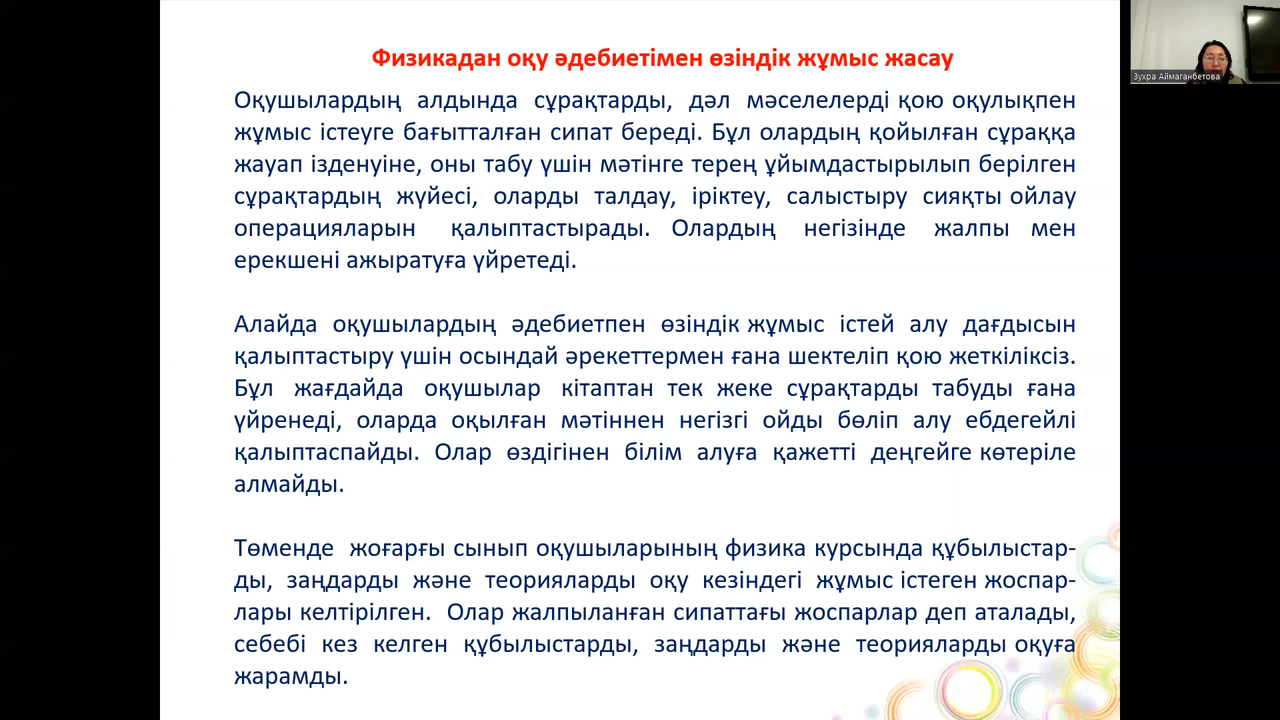 Физикадан оқу әдебиетімен өзіндік жұмыс жасау
Оқушылардың алдында сұрақтарды, дәл мәселелерді қою оқулықпен
жұмыс істеуге бағытталған сипат береді. Бұл олардың қойылған сұраққа
жауап ізденуіне, оны табу үшін мәтінге терең ұйымдастырылып берілген
сұрақтардың жүйесі, оларды талдау, іріктеу, салыстыру сияқты ойлау
операцияларын қалыптастырады. Олардың негізінде жалпы мен
ерекшені ажыратуға үйретеді.
Алайда оқушылардың әдебиетпен өзіндік жұмыс істей алу дағдысын
қалыптастыру үшін осындай әрекеттермен ғана шектеліп қою жеткіліксіз.
Бұл жағдайда оқушылар кітаптан тек жеке сұрақтарды табуды ғана
үйренеді, оларда оқылған мәтіннен негізгі ойды бөліп алу ебдегейлі
қалыптаспайды. Олар өздігінен білім алуға қажетті деңгейге көтеріле
алмайды.
Төменде жоғарғы сынып оқушыларының физика курсында құбылыстар-
ды, заңдарды және теорияларды оқу кезіндегі жұмыс істеген жоспар-
лары келтірілген. Олар жалпыланған сипаттағы жоспарлар деп аталады,
себебі кез келген құбылыстарды, заңдарды және теорияларды оқуға
жарамды.
Зухра Аймаганбетова